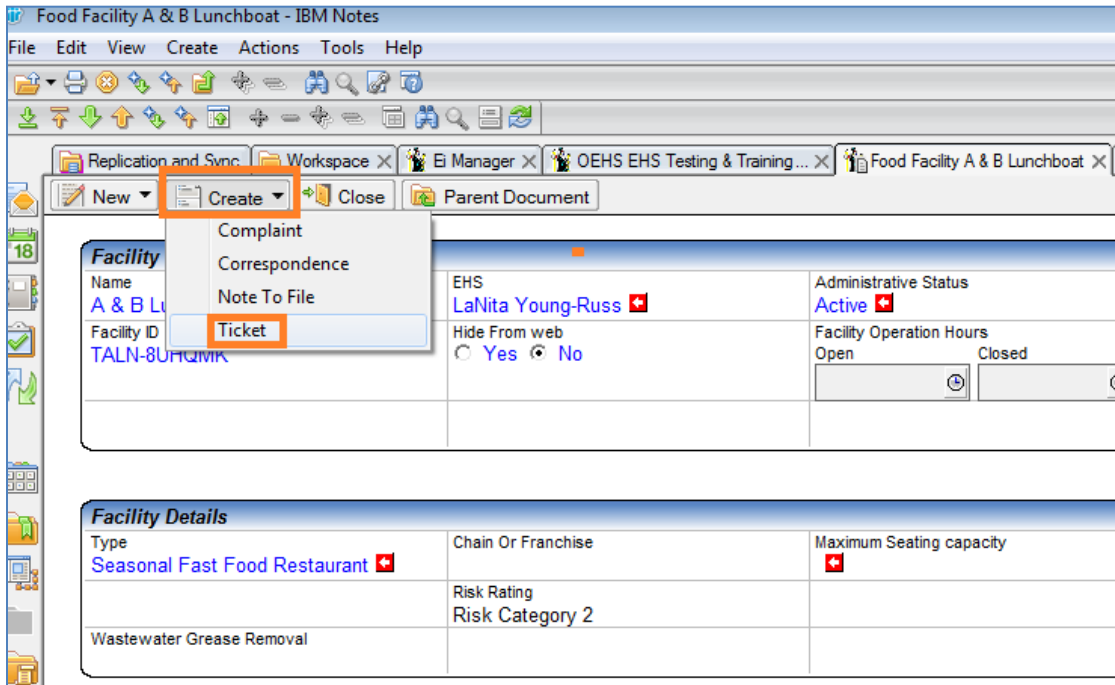 Food Facility A & B Lunchboat - IBM Notes
File Edit View Create Actions Tools Help
Replication and Sync Workspace Ei Manager OEHS EHS Testing & Training ... Food Facility A & B Lunchboat
New Create Close Parent Document
Complaint
Correspondence
Note To File
Ticket
18
Facility
Name EHS Administrative Status
A & B LaNita Young-Russ Active
Facility ID Hide From web Facility Operation Hours
TALN-8UHQMK Yes No Open Closed
Facility Details
Type Chain Or Franchise Maximum Seating capacity
Seasonal Fast Food Restaurant
Risk Rating
Risk Category 2
Wastewater Grease Removal